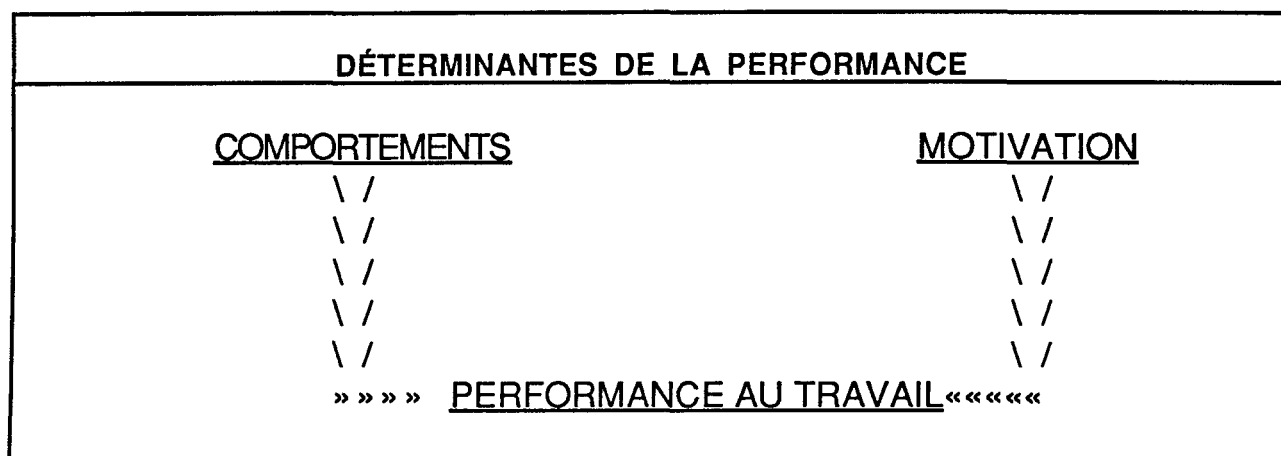 DÉTERMINANTES DE LA PERFORMANCE
COMPORTEMENTS MOTIVATION
\ / \ /
\ / \ /
\ / \ /
\ / \ /
\ / \ /
»»»» PERFORMANCE AU TRAVAIL«««««